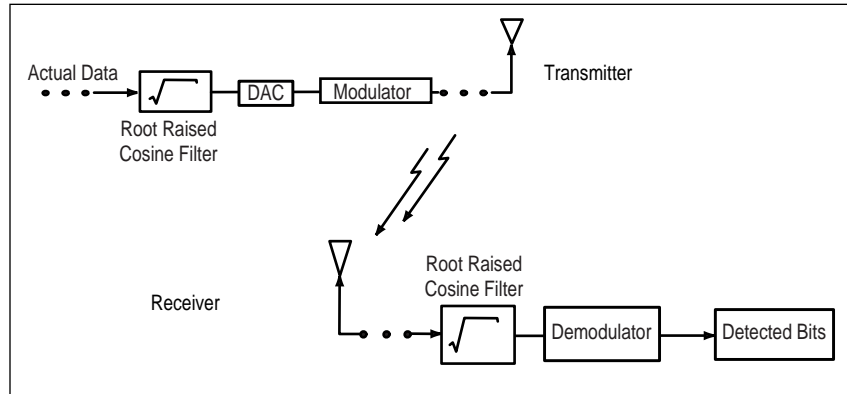 Actual Data
DAC
Modulator
Transmitter
Root Raised
Cosine Filter
Receiver
Root Raised
Cosine Filter
Demodulator
Detected Bits